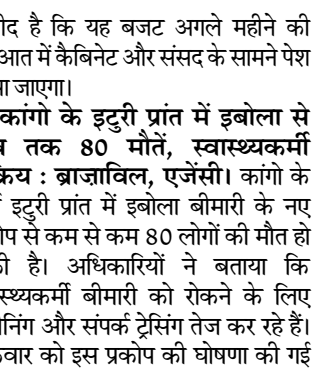 ीद है कि यह बजट अगले महीने की
आत में कैबिनेट और संसद के सामने पेश
या जाएगा।
कांगो के इटुरी प्रांत में इबोला से
तक 80 मौतें, स्वास्थ्यकर्मी
क्रिय : ब्राज़ाविल, एजेंसी। कांगो के
इटुरी प्रांत में इबोला बीमारी के नए
ोप से कम से कम 80 लोगों की मौत हो
ी है। अधिकारियों ने बताया कि
स्थ्यकर्मी बीमारी को रोकने के लिए
निंग और संपर्क ट्रेसिंग तेज कर रहे हैं।
वार को इस प्रकोप की घोषणा की गई